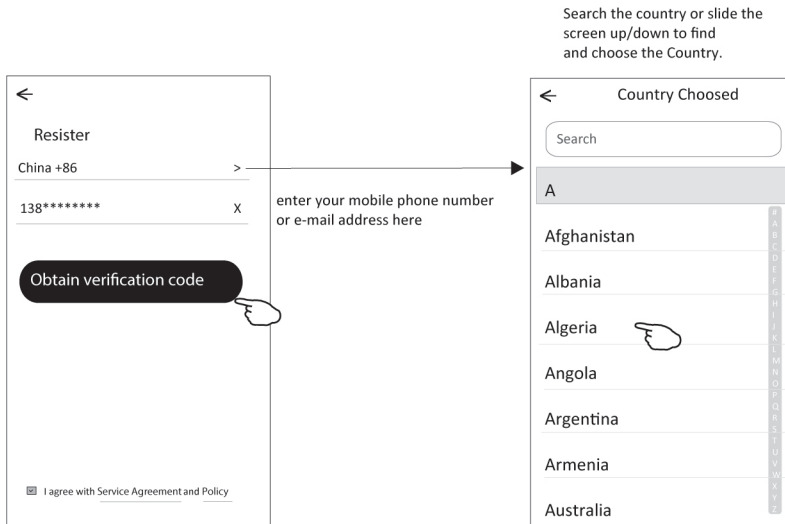 Search the country or slide the
screen up/down to find
and choose the Country.
Resister
China +86 >
138******** X
enter your mobile phone number
or e-mail address here
Obtain verification code
I agree with Service Agreement and Policy
Country Choosed
Search
A
Afghanistan
Albania
Algeria
Angola
Argentina
Armenia
Australia
#
A
B
C
D
E
F
G
H
I
J
K
L
M
N
O
P
Q
R
S
T
U
V
W
X
Y
Z